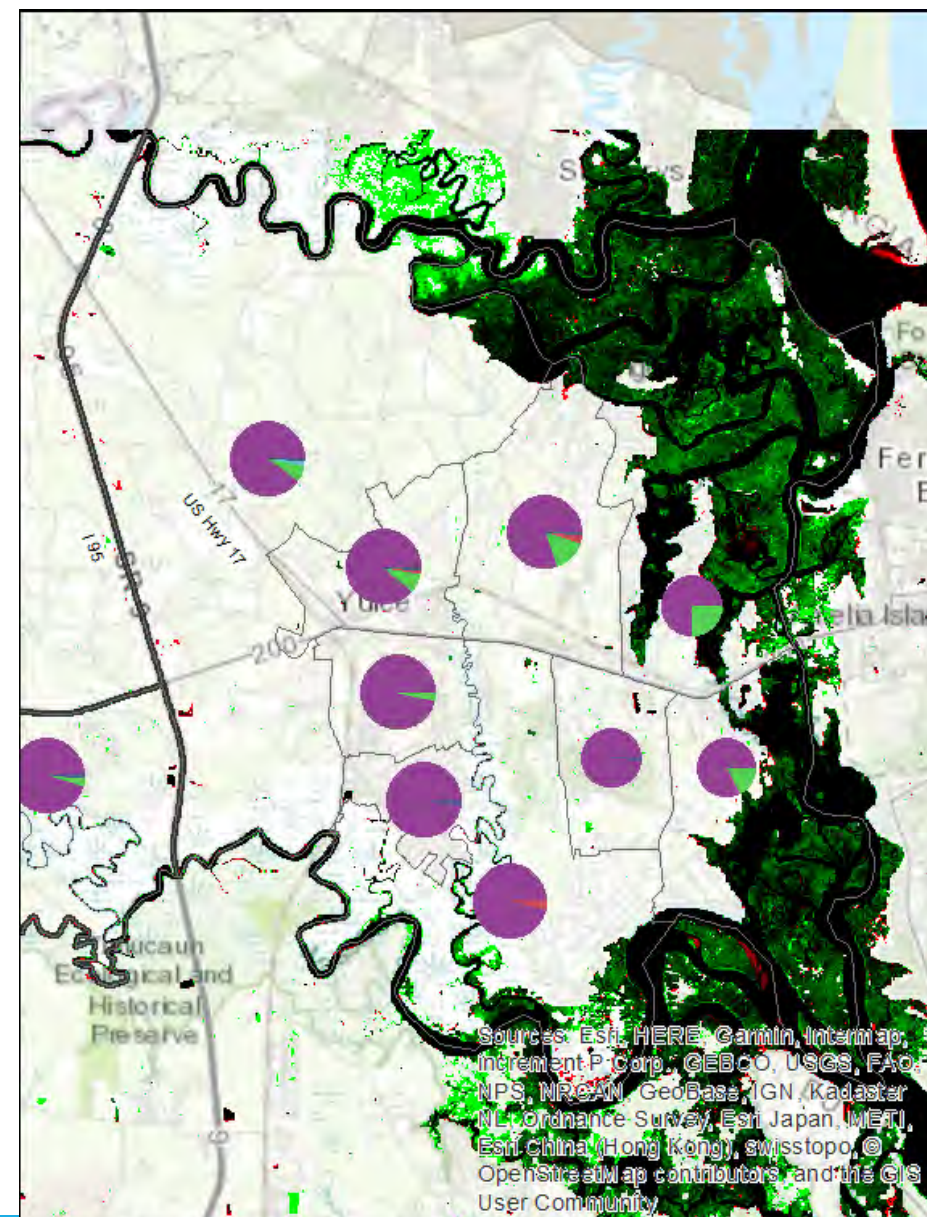 17
US Hwy 17
I 95
Yulee
200
Ecological and
Historical
Preserve
Sources: Esri, HERE, Garmin, Intermap,
increment P Corp., GEBCO, USGS, FAO,
NPS, NRCAN, GeoBase, IGN, Kadaster
NL, Ordnance Survey, Esri Japan, METI,
Esri China (Hong Kong), swisstopo, ©
OpenStreetMap contributors, and the GIS
User Community